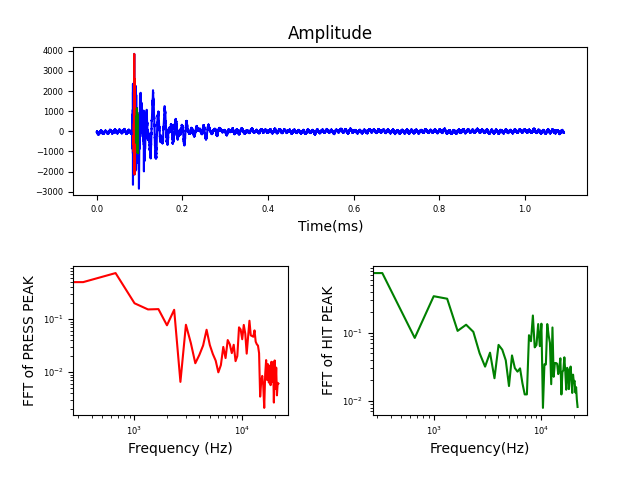 Amplitude
4000
3000
2000
1000
0
−1000
−2000
−3000
0.0 0.2 0.4 0.6 0.8 1.0
Time(ms)
FFT of PRESS PEAK
10⁻¹
10⁻²
10³ 10⁴
Frequency (Hz)
FFT of HIT PEAK
10⁻¹
10⁻²
10³ 10⁴
Frequency(Hz)